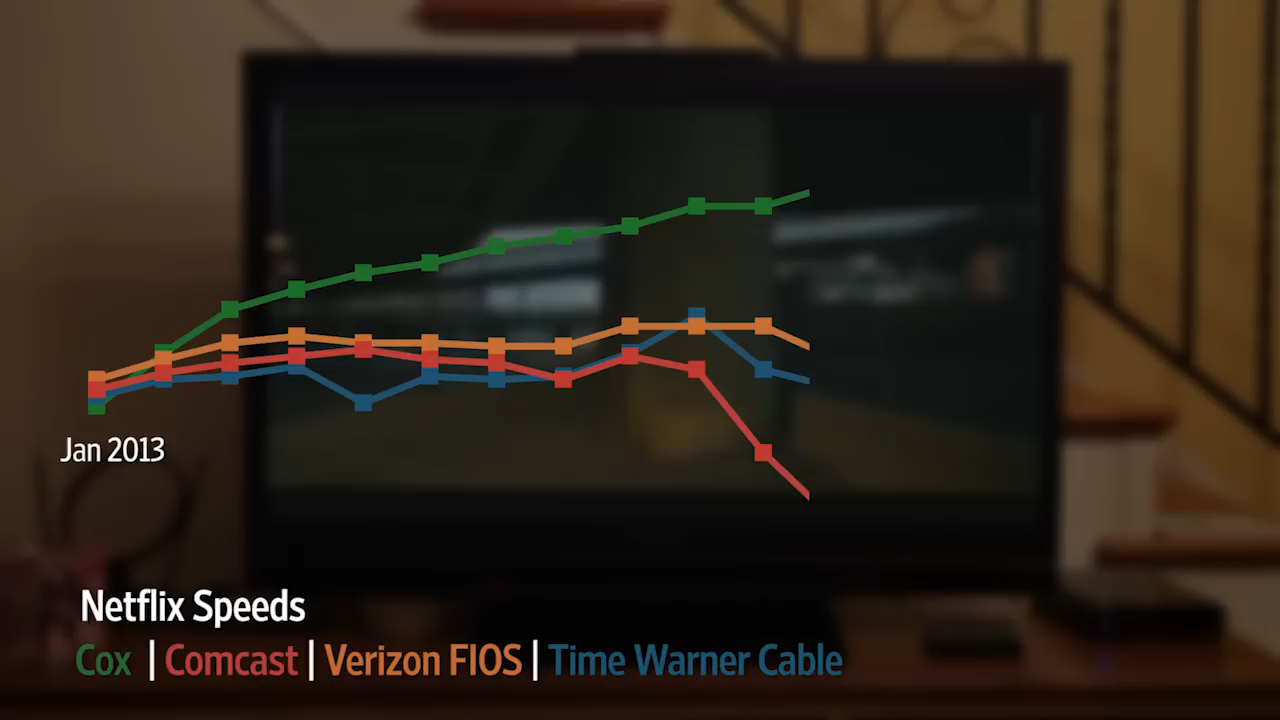 Jan 2013
Netflix Speeds
Cox | Comcast | Verizon FIOS | Time Warner Cable